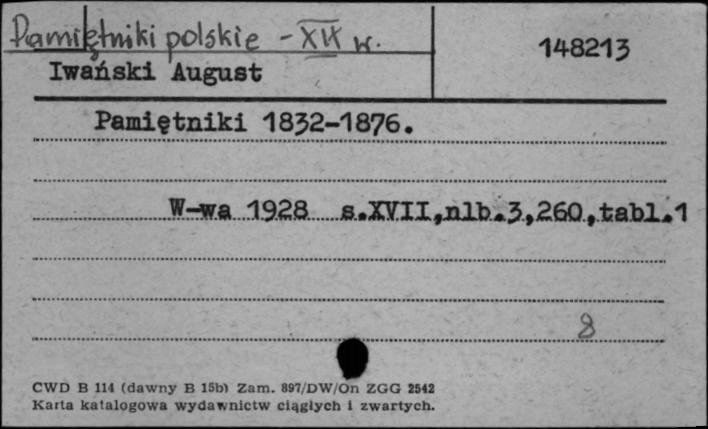 Pamiętniki polskie - XIX w.
148213
Iwański August
Pamiętniki 1832-1876.
W-wa 1928 s.XVII,nlb.3,260,tabl.1
8
CWD B 114 (dawny B 15b) Zam. 897/DW/On ZGG 2542
Karta katalogowa wydawnictw ciągłych i zwartych.